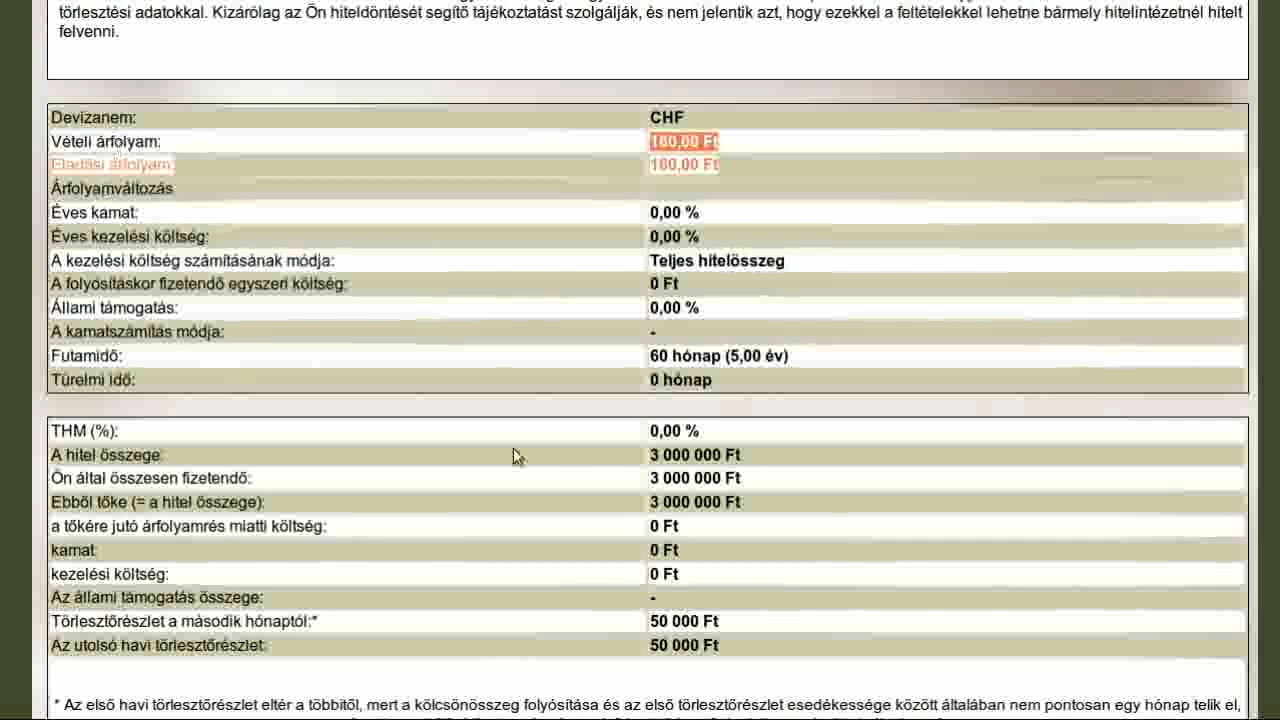 törlesztési adatokkal. Kizárólag az Ön hiteldöntését segítő tájékoztatást szolgálják, és nem jelentik azt, hogy ezekkel a feltételekkel lehetne bármely hitelintézetnél hitelt
felvenni.
Devizanem: CHF
Vételi árfolyam: 160,00 Ft
Eladási árfolyam: 160,00 Ft
Árfolyamváltozás
Éves kamat: 0,00 %
Éves kezelési költség: 0,00 %
A kezelési költség számításának módja: Teljes hitelösszeg
A folyósításkor fizetendő egyszeri költség: 0 Ft
Állami támogatás: 0,00 %
A kamatszámítás módja: -
Futamidő: 60 hónap (5,00 év)
Türelmi idő: 0 hónap
THM (%): 0,00 %
A hitel összege: 3 000 000 Ft
Ön által összesen fizetendő: 3 000 000 Ft
Ebből tőke (= a hitel összege): 3 000 000 Ft
a tőkére jutó árfolyamrés miatti költség: 0 Ft
kamat: 0 Ft
kezelési költség: 0 Ft
Az állami támogatás összege: -
Törlesztőrészlet a második hónaptól:* 50 000 Ft
Az utolsó havi törlesztőrészlet: 50 000 Ft
* Az első havi törlesztőrészlet eltér a többitől, mert a kölcsönösszeg folyósítása és az első törlesztőrészlet esedékessége között általában nem pontosan egy hónap telik el,